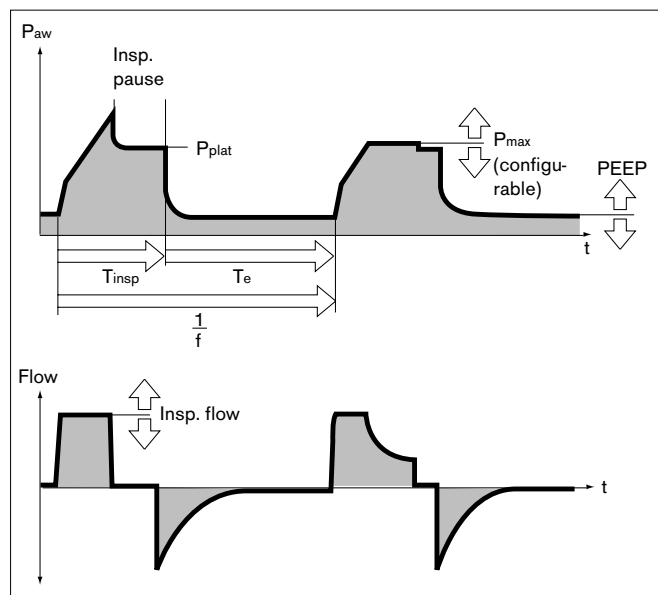 Paw
Insp.
pause
Pplat
Pmax
(configu-
rable)
PEEP
t
Tinsp
Te
1
f
Flow
Insp. flow
t